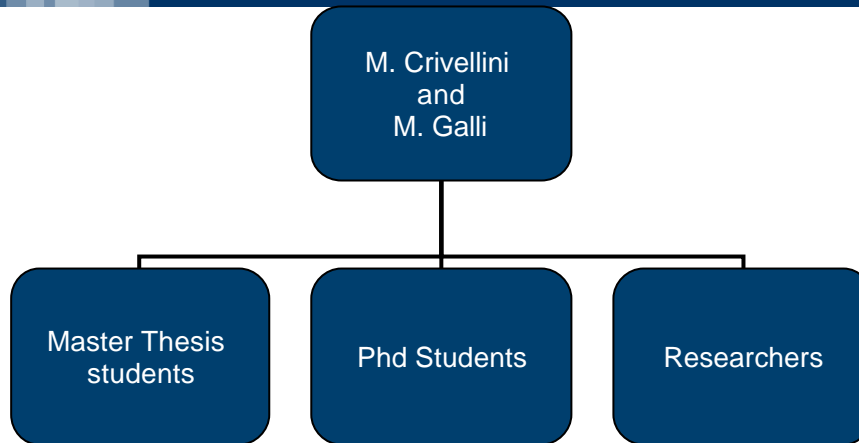 M. Crivellini
and
M. Galli
Master Thesis
students
Phd Students
Researchers